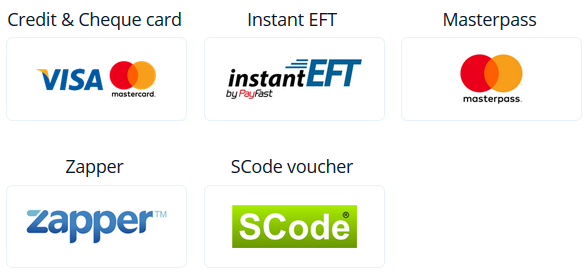 Credit & Cheque card
VISA
mastercard.
Instant EFT
instantEFT
by PayFast
Masterpass
masterpass.
Zapper
Zapper™
SCode voucher
SCode®